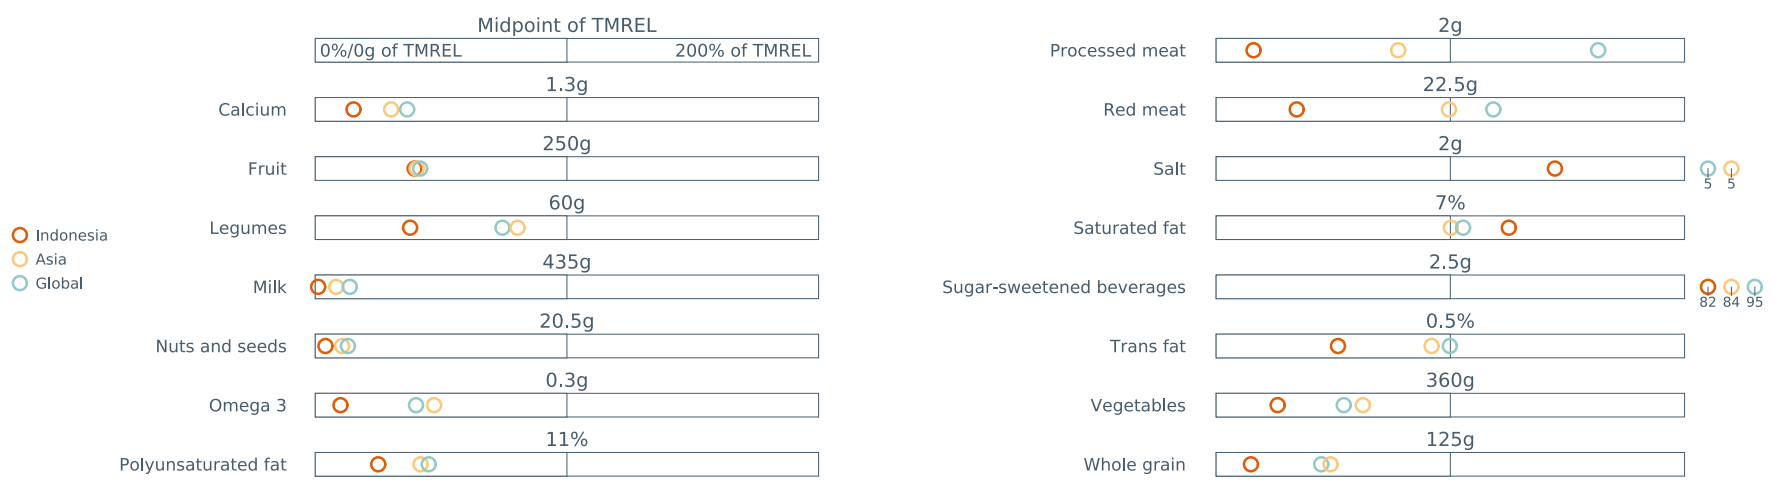 Midpoint of TMREL
0%/0g of TMREL
200% of TMREL
1.3g
Calcium
250g
Fruit
60g
Legumes
435g
Milk
20.5g
Nuts and seeds
0.3g
Omega 3
11%
Polyunsaturated fat
Indonesia
Asia
Global
2g
Processed meat
22.5g
Red meat
2g
Salt
5 5
7%
Saturated fat
2.5g
Sugar-sweetened beverages
82 84 95
0.5%
Trans fat
360g
Vegetables
125g
Whole grain